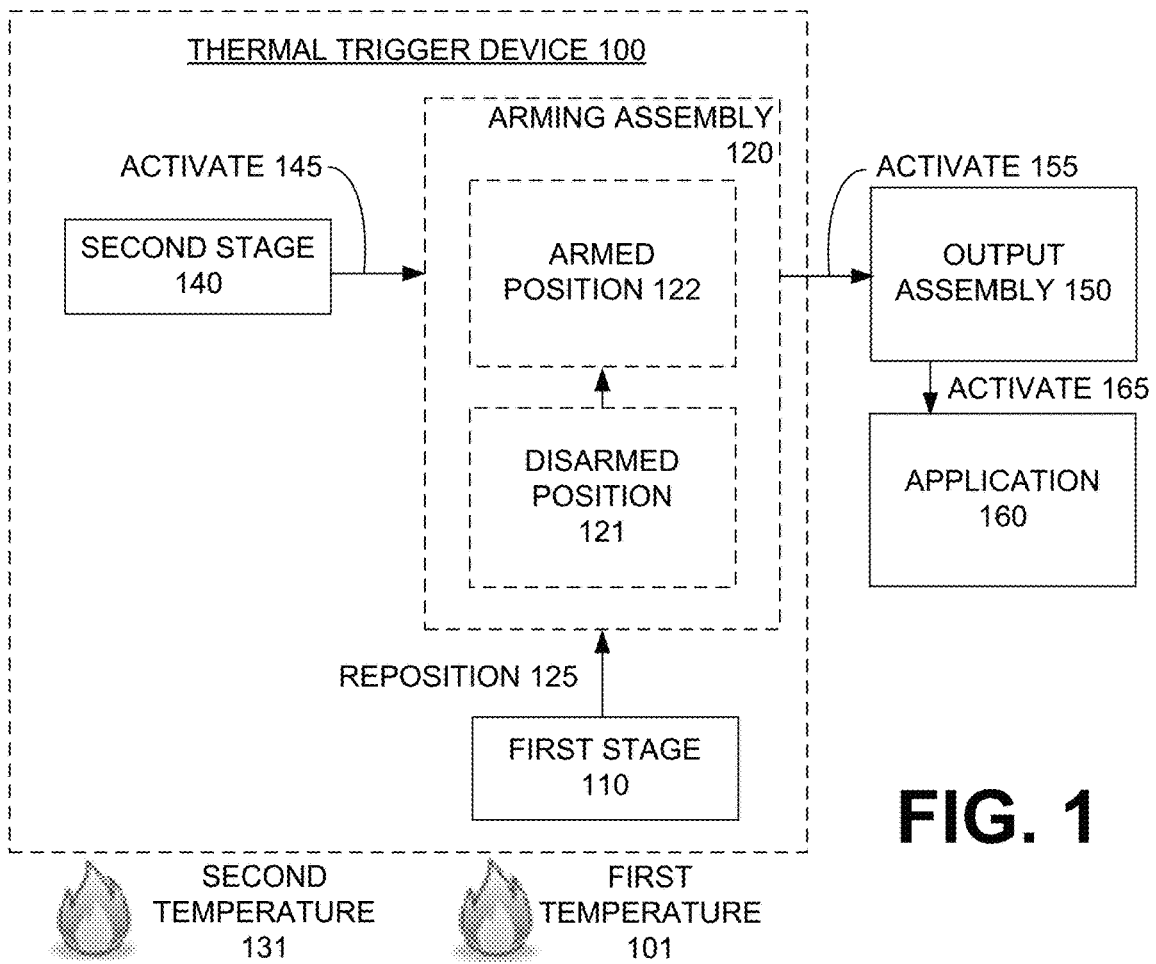 THERMAL TRIGGER DEVICE 100
ARMING ASSEMBLY
120
ACTIVATE 145
ACTIVATE 155
SECOND STAGE
140
ARMED
POSITION 122
OUTPUT
ASSEMBLY 150
ACTIVATE 165
DISARMED
POSITION
121
APPLICATION
160
REPOSITION 125
FIRST STAGE
110
FIG. 1
SECOND
TEMPERATURE
131
FIRST
TEMPERATURE
101